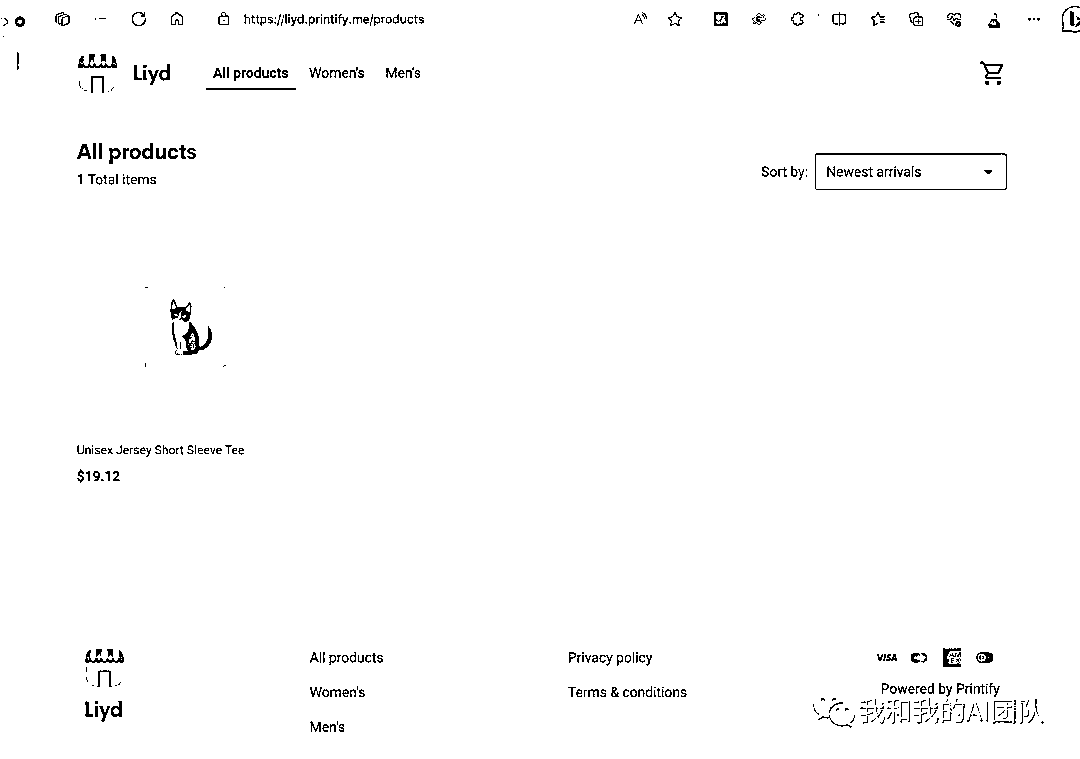 https://liyd.printify.me/products
Liyd
All products
Women's
Men's
All products
1 Total items
Sort by:
Newest arrivals
Unisex Jersey Short Sleeve Tee
$19.12
Liyd
All products
Women's
Men's
Privacy policy
Terms & conditions
VISA
Powered by Printify
我和我的AI团队